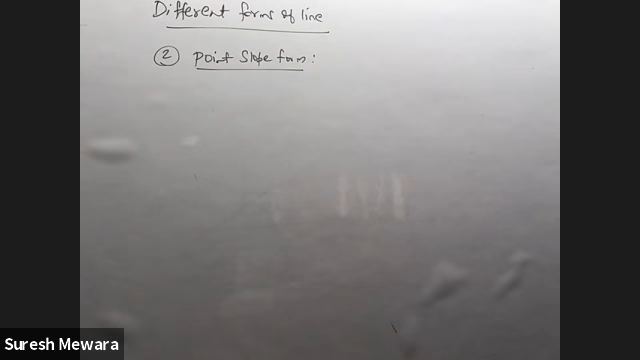 Different forms of line
② Point Slope form:
Suresh Mewara